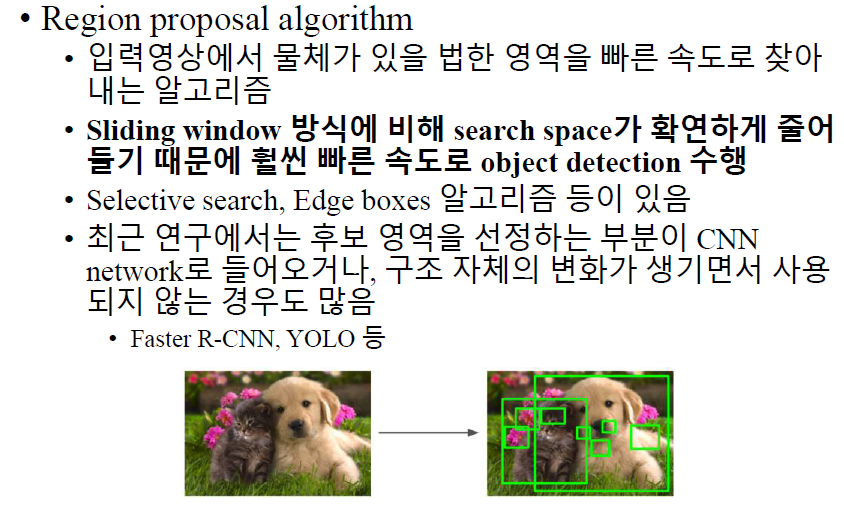 • Region proposal algorithm
• 입력영상에서 물체가 있을 법한 영역을 빠른 속도로 찾아
내는 알고리즘
• Sliding window 방식에 비해 search space가 확연하게 줄어
들기 때문에 훨씬 빠른 속도로 object detection 수행
• Selective search, Edge boxes 알고리즘 등이 있음
• 최근 연구에서는 후보 영역을 선정하는 부분이 CNN
network로 들어오거나, 구조 자체의 변화가 생기면서 사용
되지 않는 경우도 많음
• Faster R-CNN, YOLO 등